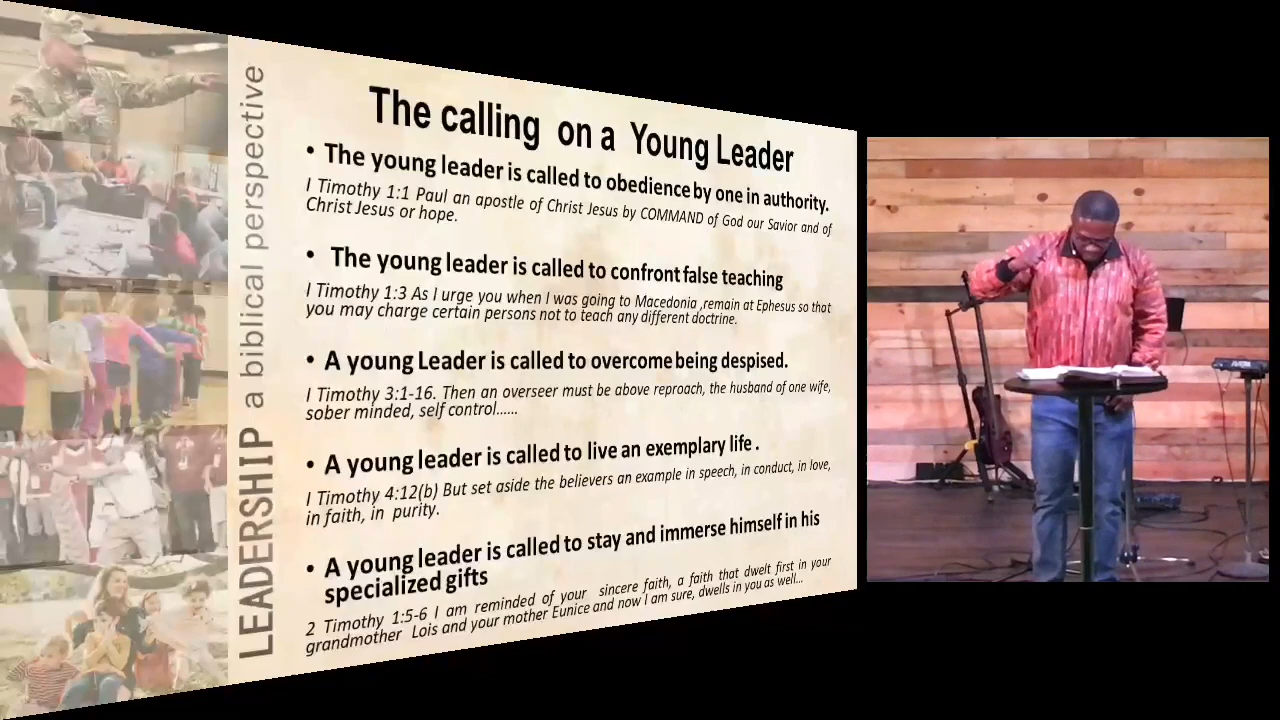 LEADERSHIP a biblical perspective
The calling on a Young Leader
• The young leader is called to obedience by one in authority.
I Timothy 1:1 Paul an apostle of Christ Jesus by COMMAND of God our Savior and of
Christ Jesus or hope.
• The young leader is called to confront false teaching
I Timothy 1:3 As I urge you when I was going to Macedonia ,remain at Ephesus so that
you may charge certain persons not to teach any different doctrine.
• A young Leader is called to overcome being despised.
I Timothy 3:1-16. Then an overseer must be above reproach, the husband of one wife,
sober minded, self control......
• A young leader is called to live an exemplary life .
I Timothy 4:12(b) But set aside the believers an example in speech, in conduct, in love,
in faith, in purity.
• A young leader is called to stay and immerse himself in his
specialized gifts
2 Timothy 1:5-6 I am reminded of your sincere faith, a faith that dwelt first in your
grandmother Lois and your mother Eunice and now I am sure, dwells in you as well...